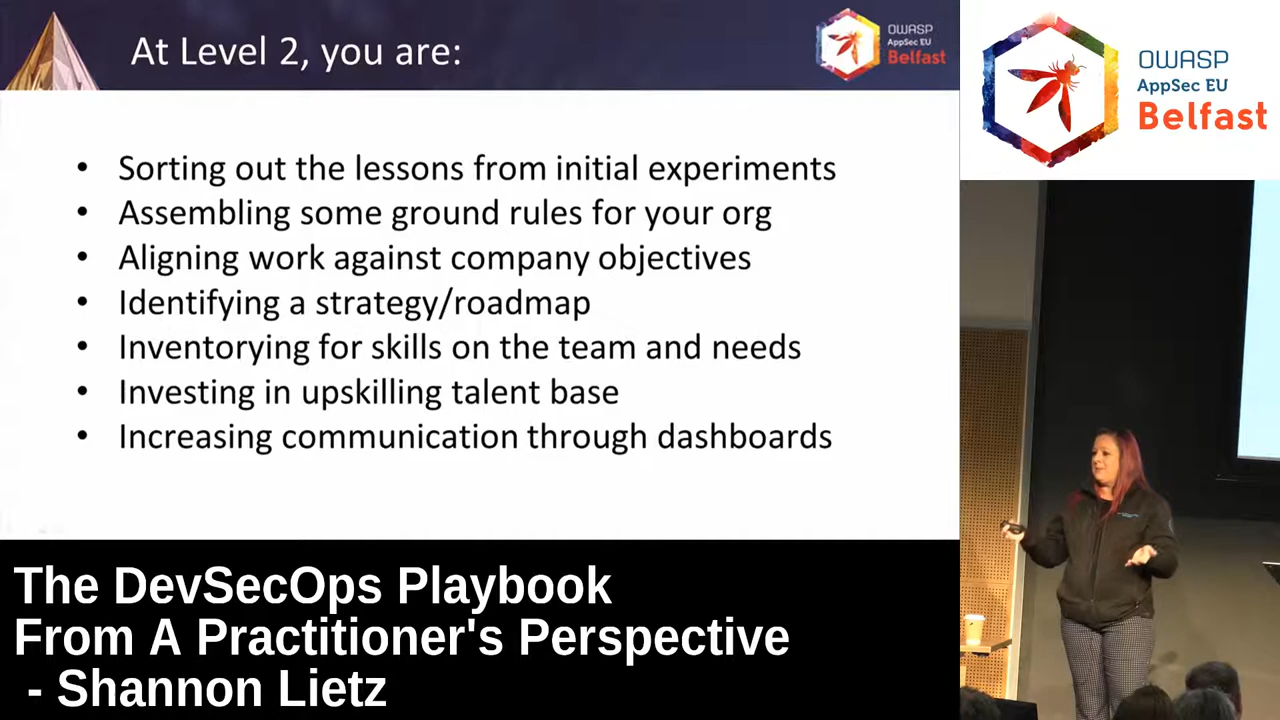 At Level 2, you are:
OWASP
AppSec EU
Belfast
• Sorting out the lessons from initial experiments
• Assembling some ground rules for your org
• Aligning work against company objectives
• Identifying a strategy/roadmap
• Inventorying for skills on the team and needs
• Investing in upskilling talent base
• Increasing communication through dashboards
OWASP
AppSec EU
Belfast
The DevSecOps Playbook
From A Practitioner's Perspective
- Shannon Lietz